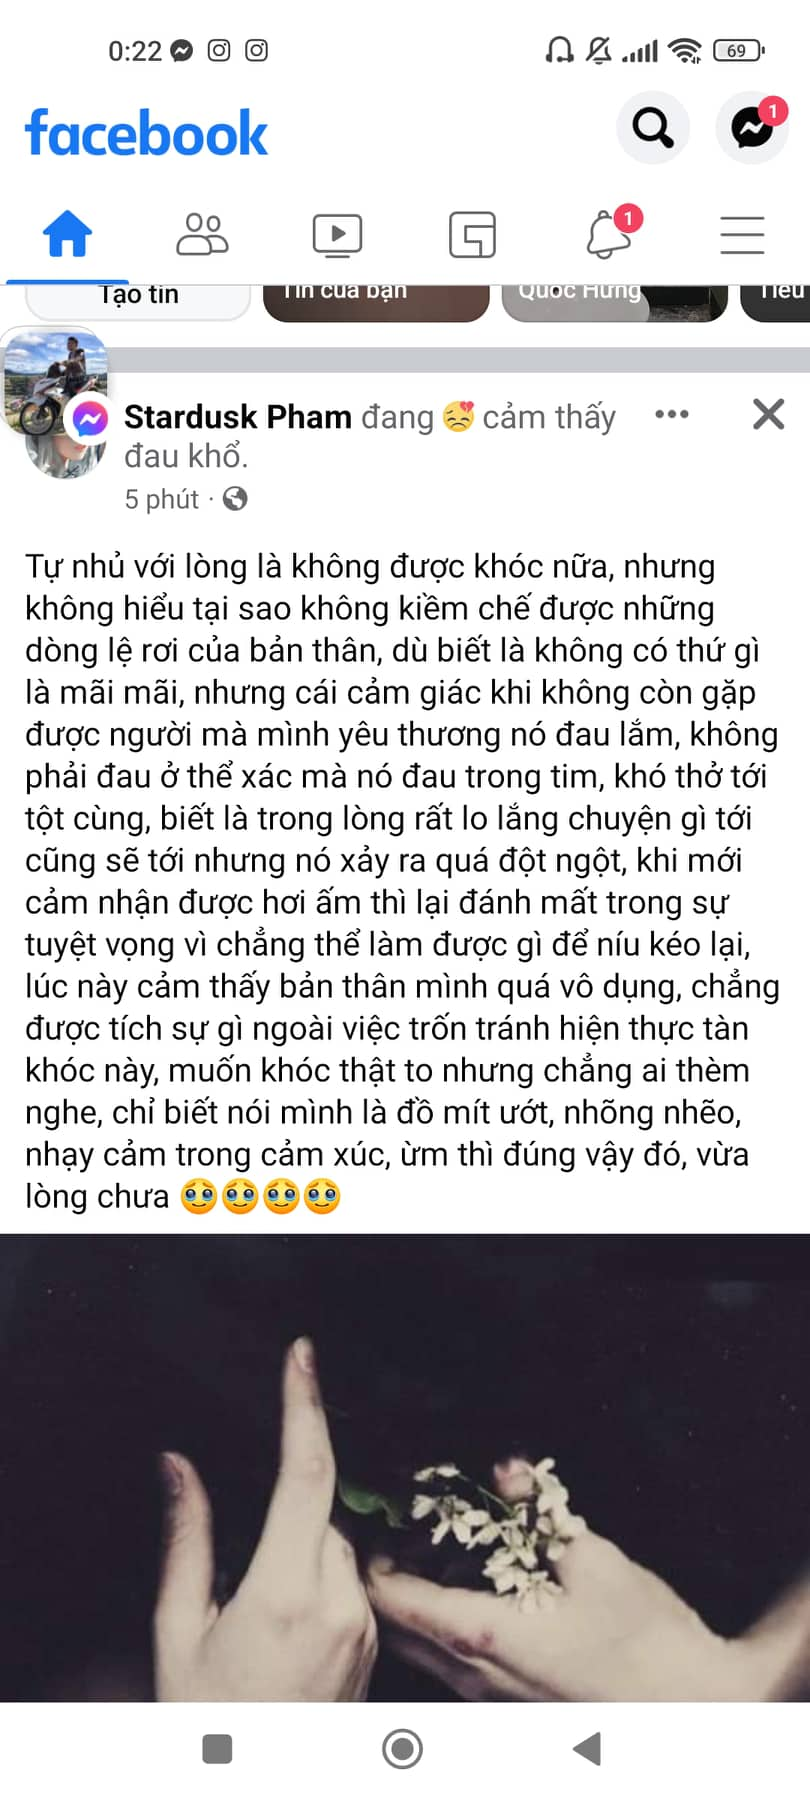 0:22
69
facebook
1
1
Tạo tin
Tin của bạn
Quốc Hưng
Stardusk Pham đang 😥 cảm thấy
đau khổ.
5 phút ·
Tự nhủ với lòng là không được khóc nữa, nhưng
không hiểu tại sao không kiềm chế được những
dòng lệ rơi của bản thân, dù biết là không có thứ gì
là mãi mãi, nhưng cái cảm giác khi không còn gặp
được người mà mình yêu thương nó đau lắm, không
phải đau ở thể xác mà nó đau trong tim, khó thở tới
tột cùng, biết là trong lòng rất lo lắng chuyện gì tới
cũng sẽ tới nhưng nó xảy ra quá đột ngột, khi mới
cảm nhận được hơi ấm thì lại đánh mất trong sự
tuyệt vọng vì chẳng thể làm được gì để níu kéo lại,
lúc này cảm thấy bản thân mình quá vô dụng, chẳng
được tích sự gì ngoài việc trốn tránh hiện thực tàn
khóc này, muốn khóc thật to nhưng chẳng ai thèm
nghe, chỉ biết nói mình là đồ mít ướt, nhõng nhẽo,
nhạy cảm trong cảm xúc, ừm thì đúng vậy đó, vừa
lòng chưa 🥹🥹🥹🥹